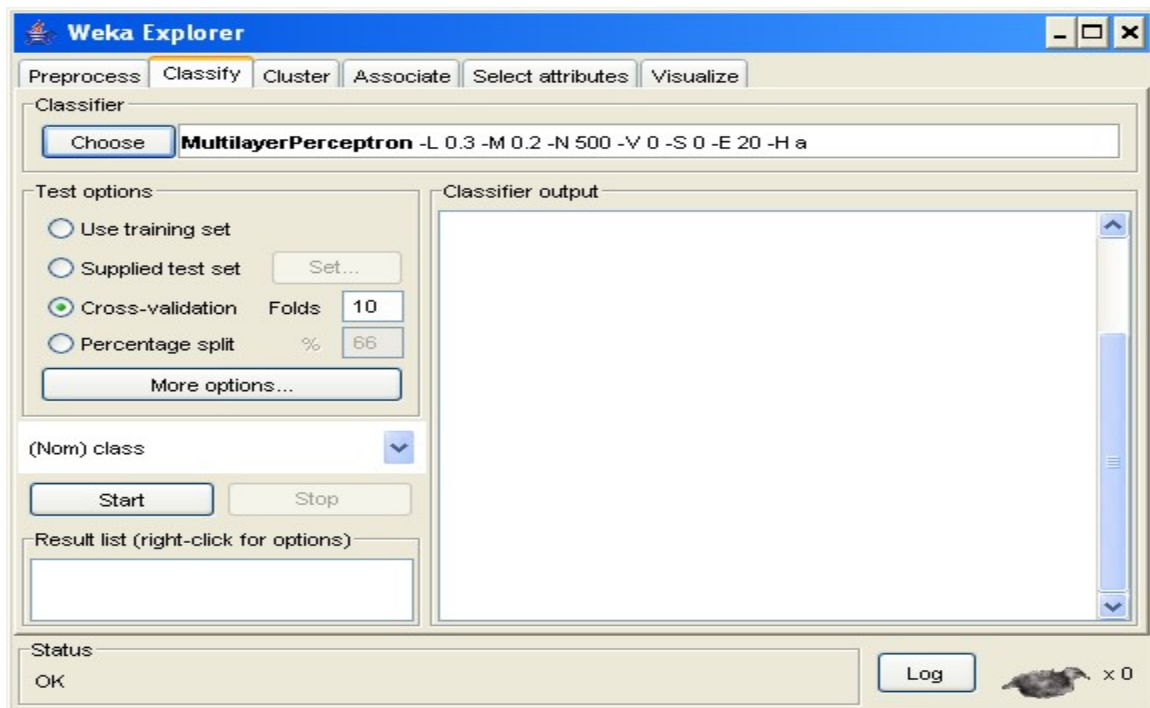 Weka Explorer
Preprocess Classify Cluster Associate Select attributes Visualize
Classifier
Choose MultilayerPerceptron -L 0.3 -M 0.2 -N 500 -V 0 -S 0 -E 20 -H a
Test options
Use training set
Supplied test set Set...
Cross-validation Folds 10
Percentage split % 66
More options...
(Nom) class
Start Stop
Result list (right-click for options)
Classifier output
Status
OK
Log x 0